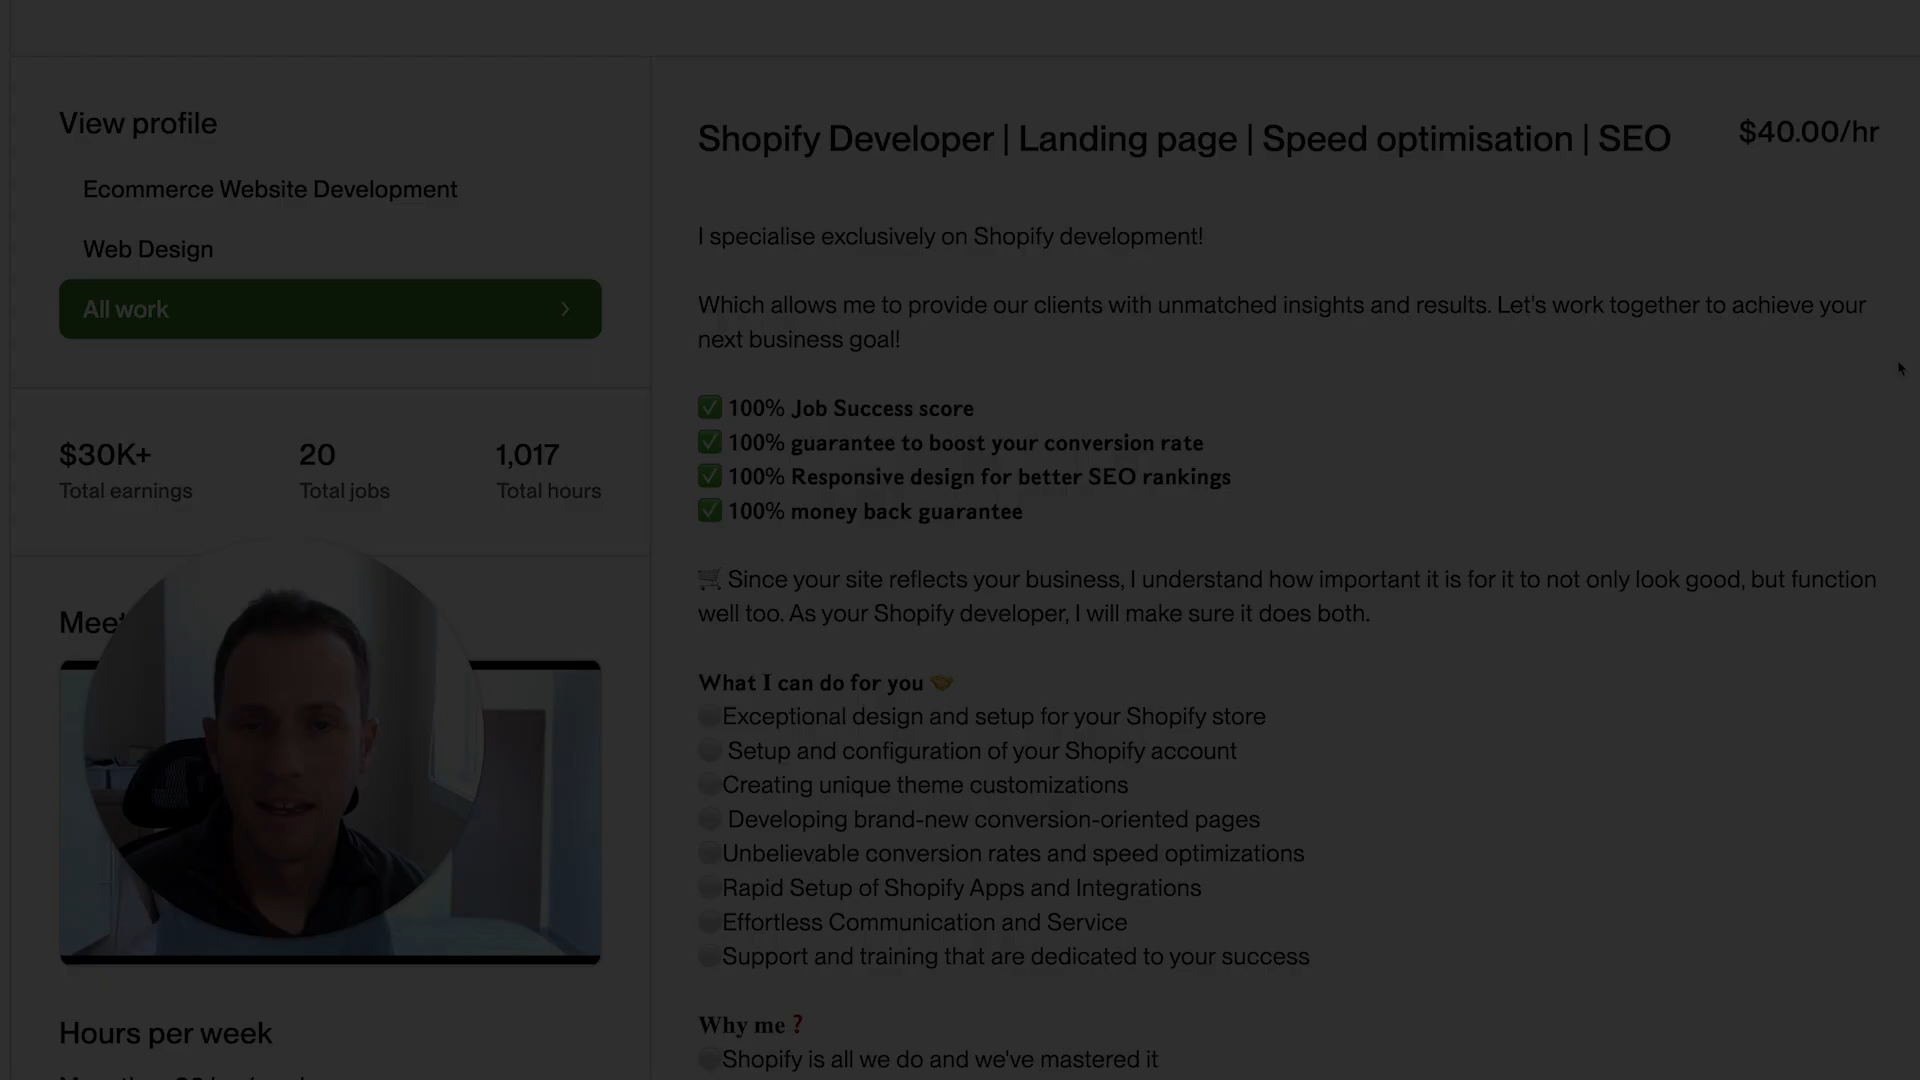 View profile
Ecommerce Website Development
Web Design
All work
$30K+
Total earnings
20
Total jobs
1,017
Total hours
Meet
Hours per week
Shopify Developer | Landing page | Speed optimisation | SEO
$40.00/hr
I specialise exclusively on Shopify development!
Which allows me to provide our clients with unmatched insights and results. Let's work together to achieve your
next business goal!
✅ 100% Job Success score
✅ 100% guarantee to boost your conversion rate
✅ 100% Responsive design for better SEO rankings
✅ 100% money back guarantee
🛒 Since your site reflects your business, I understand how important it is for it to not only look good, but function
well too. As your Shopify developer, I will make sure it does both.
What I can do for you 🤝
Exceptional design and setup for your Shopify store
Setup and configuration of your Shopify account
Creating unique theme customizations
Developing brand-new conversion-oriented pages
Unbelievable conversion rates and speed optimizations
Rapid Setup of Shopify Apps and Integrations
Effortless Communication and Service
Support and training that are dedicated to your success
Why me ❓
Shopify is all we do and we've mastered it